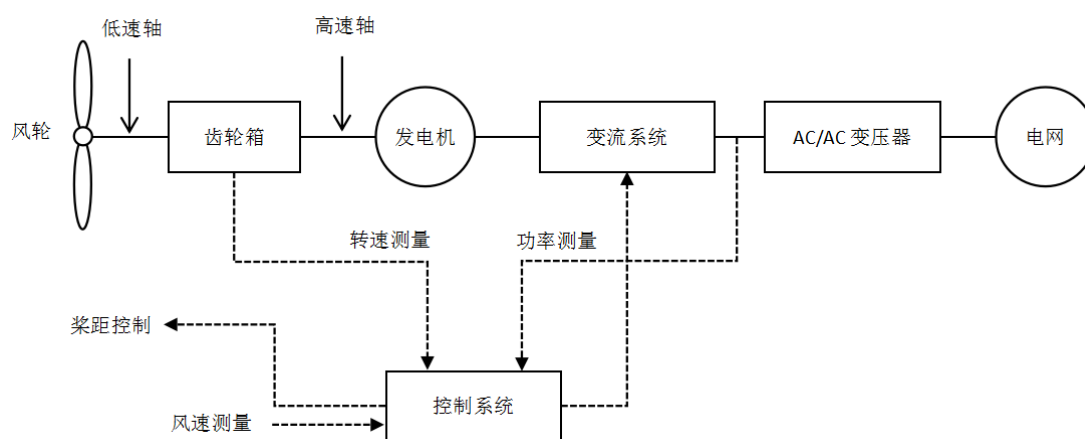 低速轴
高速轴
风轮
齿轮箱
发电机
变流系统
AC/AC 变压器
电网
转速测量
功率测量
桨距控制
控制系统
风速测量